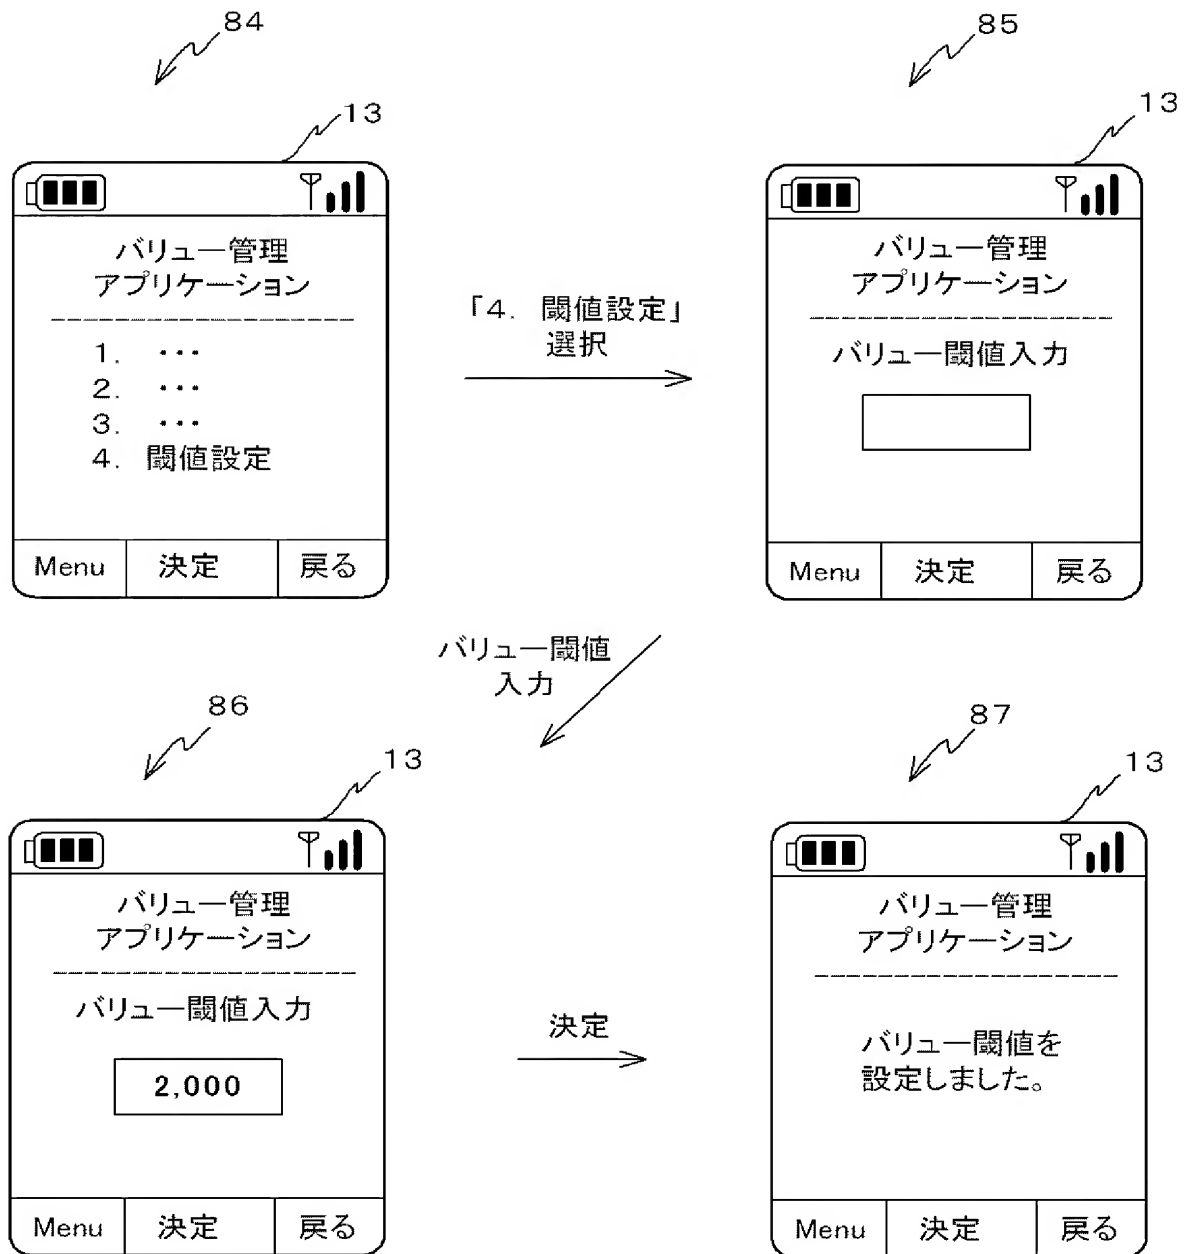 84
13
バリュー管理
アプリケーション
1. ・・・
2. ・・・
3. ・・・
4. 閾値設定
Menu 決定 戻る
「4. 閾値設定」
選択
85
13
バリュー管理
アプリケーション
バリュー閾値入力
Menu 決定 戻る
バリュー閾値
入力
86
13
バリュー管理
アプリケーション
バリュー閾値入力
2,000
Menu 決定 戻る
決定
87
13
バリュー管理
アプリケーション
バリュー閾値を
設定しました。
Menu 決定 戻る